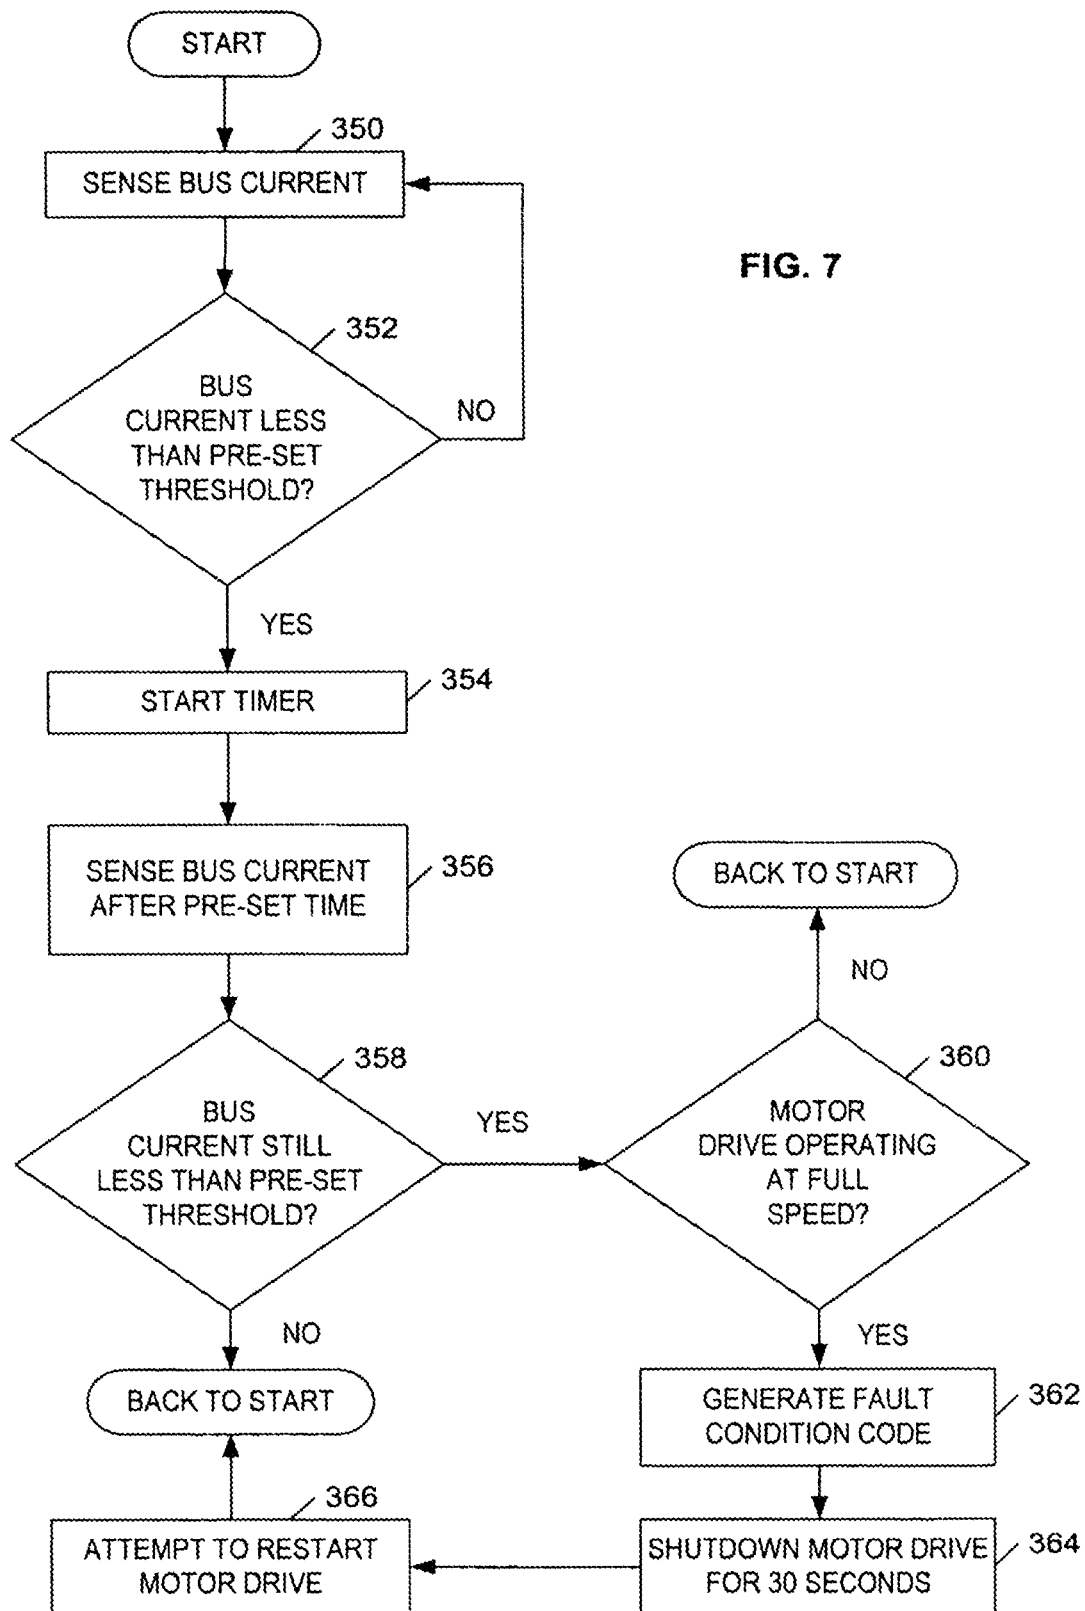 START
350
SENSE BUS CURRENT
FIG. 7
352
BUS
CURRENT LESS
THAN PRE-SET
THRESHOLD?
NO
YES
354
START TIMER
356
SENSE BUS CURRENT
AFTER PRE-SET TIME
BACK TO START
NO
358
BUS
CURRENT STILL
LESS THAN PRE-SET
THRESHOLD?
YES
360
MOTOR
DRIVE OPERATING
AT FULL
SPEED?
NO
YES
BACK TO START
GENERATE FAULT
CONDITION CODE
362
366
ATTEMPT TO RESTART
MOTOR DRIVE
SHUTDOWN MOTOR DRIVE
FOR 30 SECONDS
364